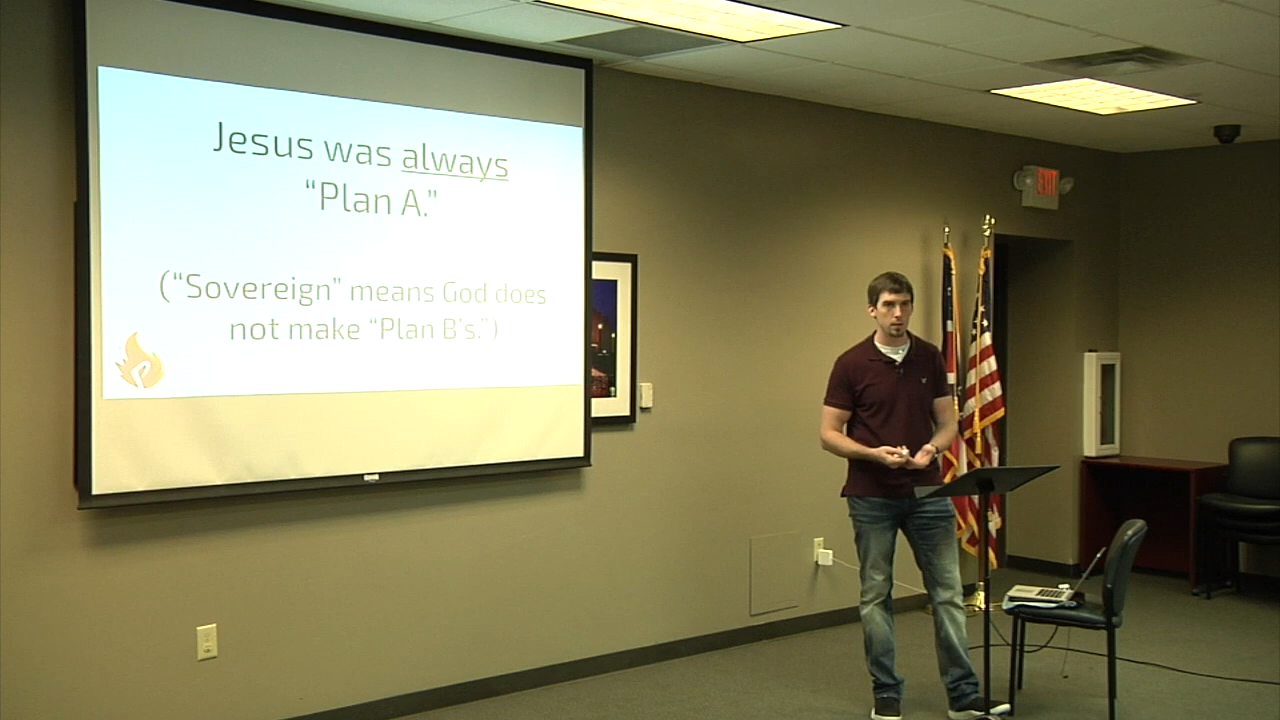 Jesus was always
“Plan A.”
(“Sovereign” means God does
not make “Plan B’s.”)
EXIT